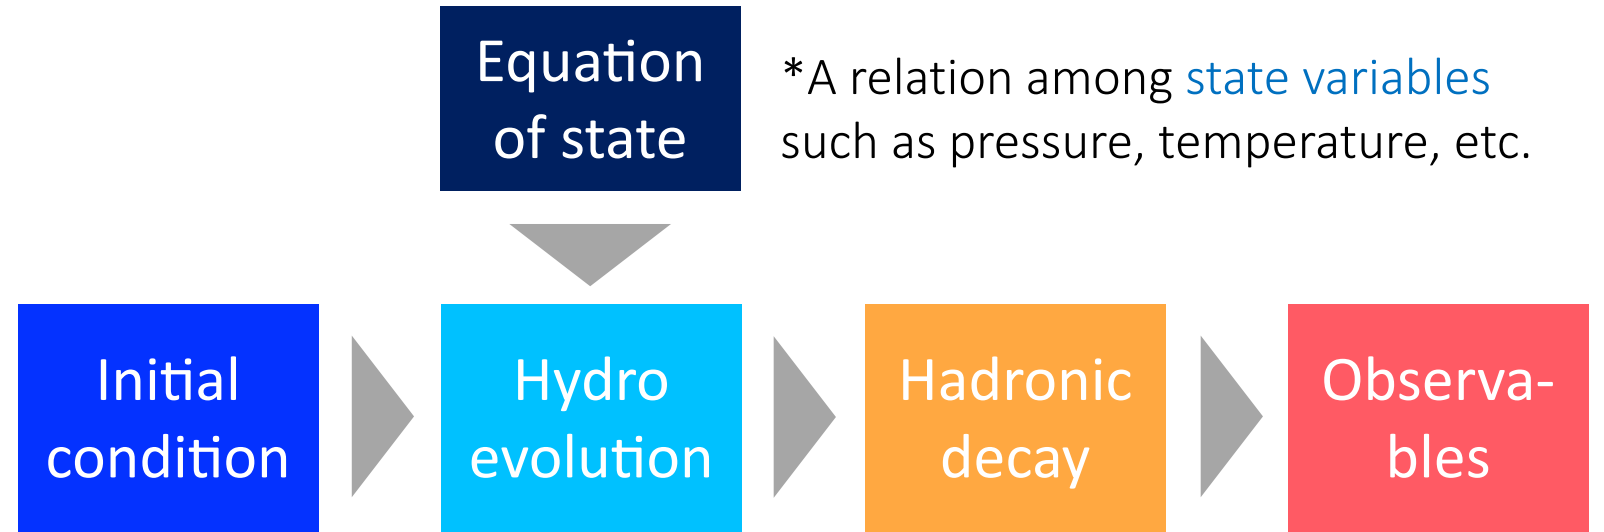 Equation
of state
*A relation among state variables
such as pressure, temperature, etc.
Initial
condition
Hydro
evolution
Hadronic
decay
Observa-
bles